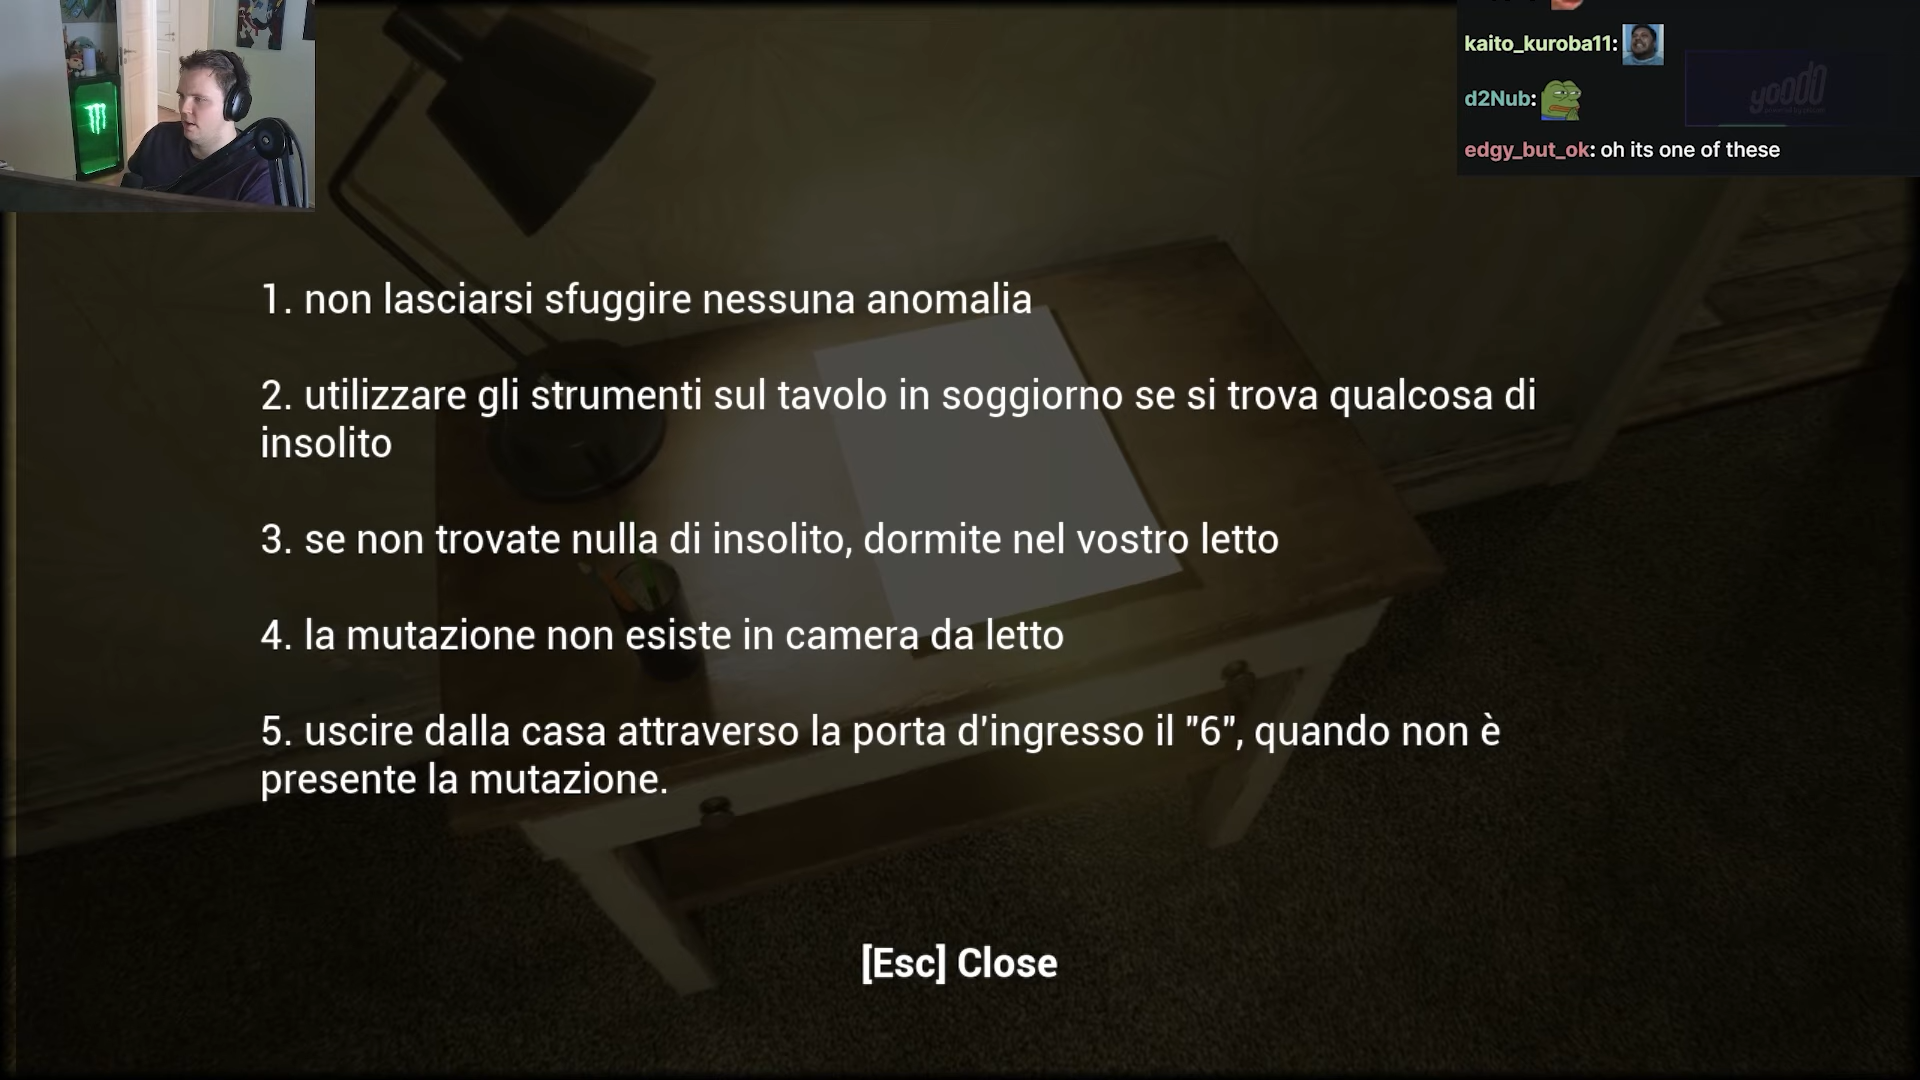 kaito_kuroba11:
d2Nub:
edgy_but_ok: oh its one of these
yoodo
1. non lasciarsi sfuggire nessuna anomalia
2. utilizzare gli strumenti sul tavolo in soggiorno se si trova qualcosa di
insolito
3. se non trovate nulla di insolito, dormite nel vostro letto
4. la mutazione non esiste in camera da letto
5. uscire dalla casa attraverso la porta d'ingresso il "6", quando non è
presente la mutazione.
[Esc] Close